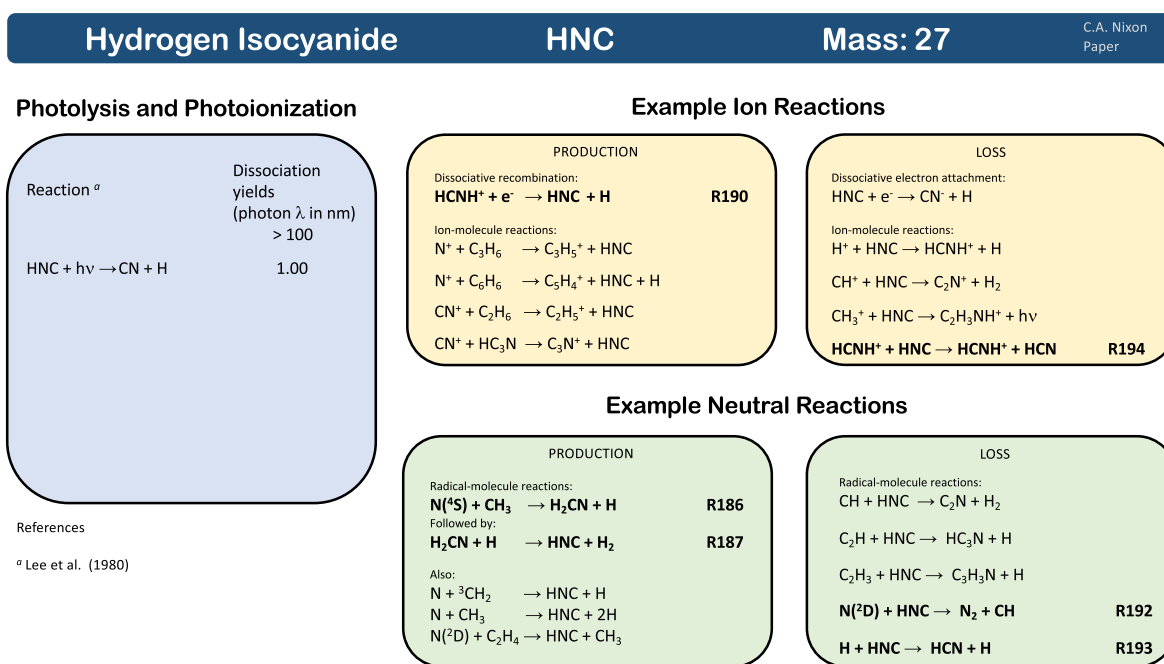 Hydrogen Isocyanide HNC Mass: 27 C.A. Nixon
Paper
Photolysis and Photoionization
Reaction ᵃ
Dissociation
yields
(photon λ in nm)
> 100
HNC + hν → CN + H 1.00
References
ᵃ Lee et al. (1980)
Example Ion Reactions
PRODUCTION
Dissociative recombination:
HCNH⁺ + e⁻ → HNC + H R190
Ion-molecule reactions:
N⁺ + C₃H₆ → C₃H₅⁺ + HNC
N⁺ + C₆H₆ → C₅H₄⁺ + HNC + H
CN⁺ + C₂H₆ → C₂H₅⁺ + HNC
CN⁺ + HC₃N → C₃N⁺ + HNC
LOSS
Dissociative electron attachment:
HNC + e⁻ → CN⁻ + H
Ion-molecule reactions:
H⁺ + HNC → HCNH⁺ + H
CH⁺ + HNC → C₂N⁺ + H₂
CH₃⁺ + HNC → C₂H₃NH⁺ + hν
HCNH⁺ + HNC → HCNH⁺ + HCN R194
Example Neutral Reactions
PRODUCTION
Radical-molecule reactions:
N(⁴S) + CH₃ → H₂CN + H R186
Followed by:
H₂CN + H → HNC + H₂ R187
Also:
N + ³CH₂ → HNC + H
N + CH₃ → HNC + 2H
N(²D) + C₂H₄ → HNC + CH₃
LOSS
Radical-molecule reactions:
CH + HNC → C₂N + H₂
C₂H + HNC → HC₃N + H
C₂H₃ + HNC → C₃H₃N + H
N(²D) + HNC → N₂ + CH R192
H + HNC → HCN + H R193